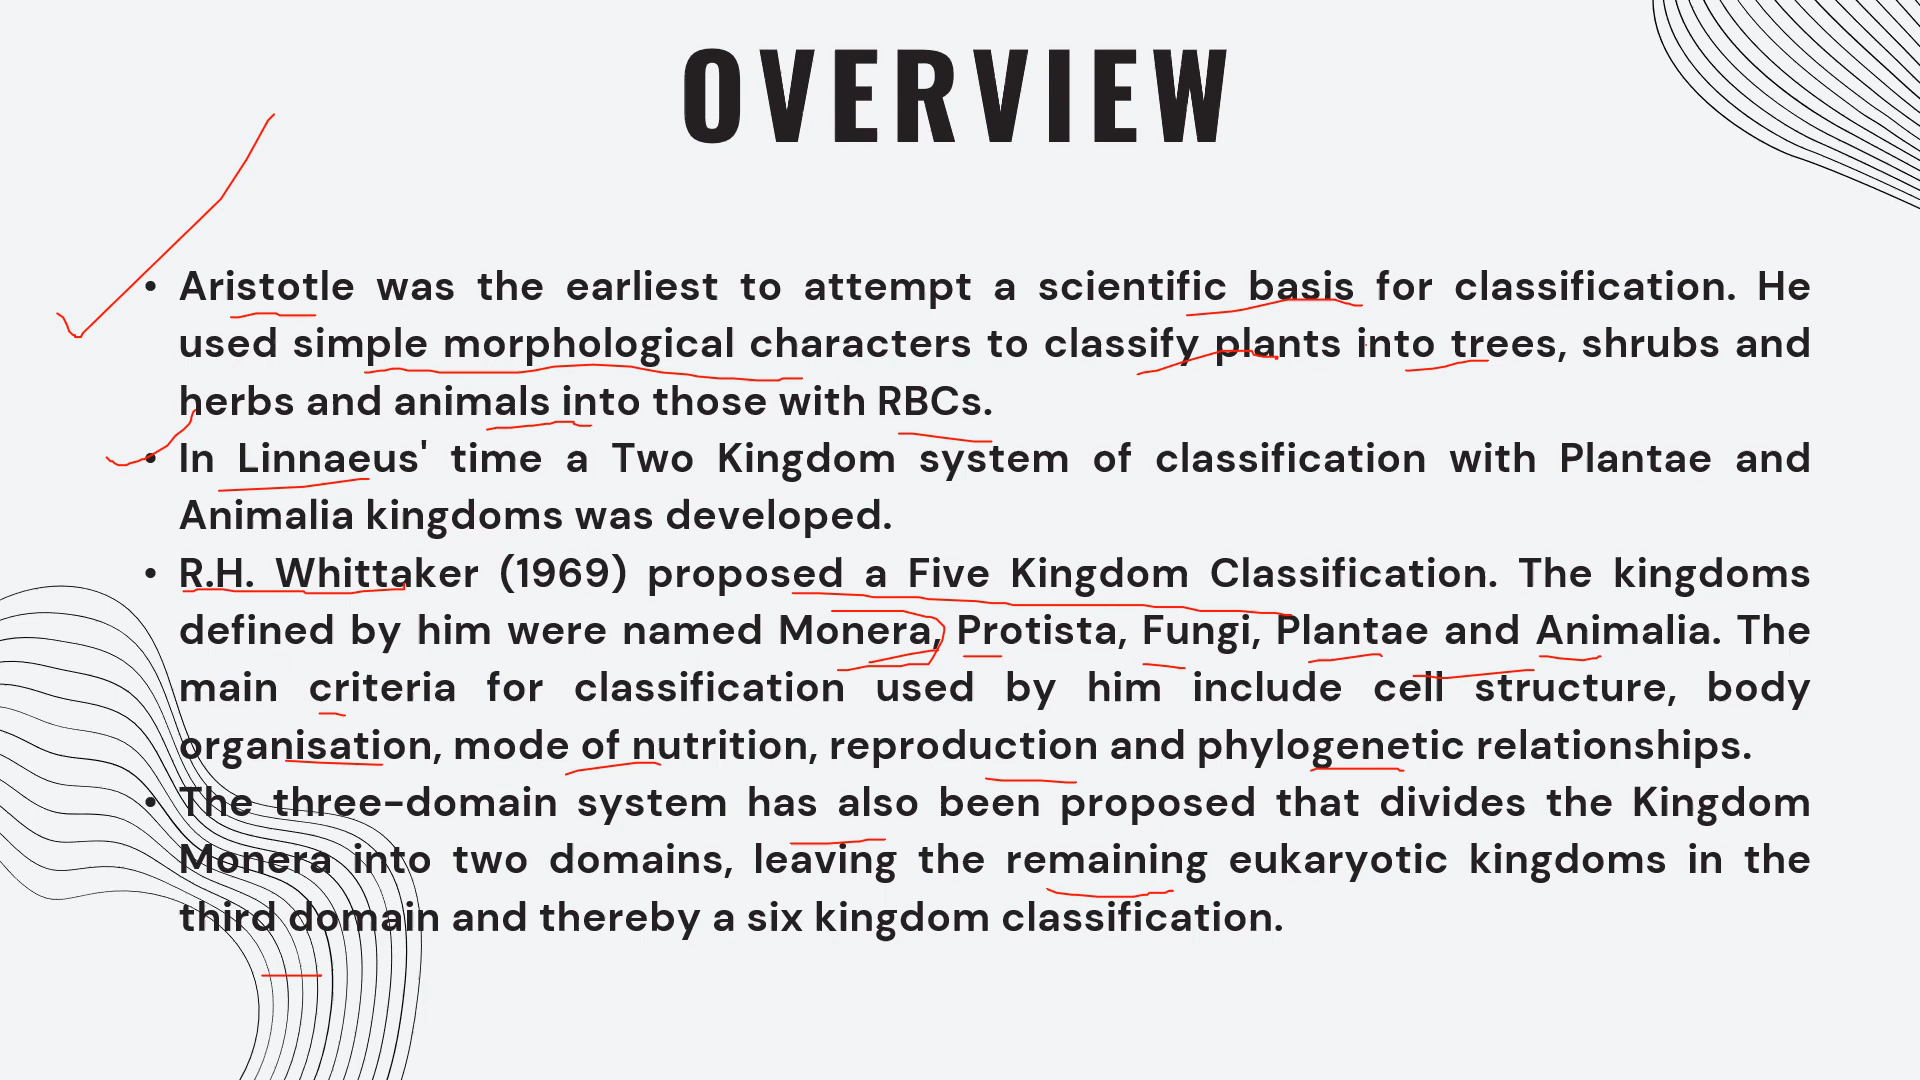 OVERVIEW
• Aristotle was the earliest to attempt a scientific basis for classification. He
used simple morphological characters to classify plants into trees, shrubs and
herbs and animals into those with RBCs.
• In Linnaeus' time a Two Kingdom system of classification with Plantae and
Animalia kingdoms was developed.
• R.H. Whittaker (1969) proposed a Five Kingdom Classification. The kingdoms
defined by him were named Monera, Protista, Fungi, Plantae and Animalia. The
main criteria for classification used by him include cell structure, body
organisation, mode of nutrition, reproduction and phylogenetic relationships.
• The three-domain system has also been proposed that divides the Kingdom
Monera into two domains, leaving the remaining eukaryotic kingdoms in the
third domain and thereby a six kingdom classification.